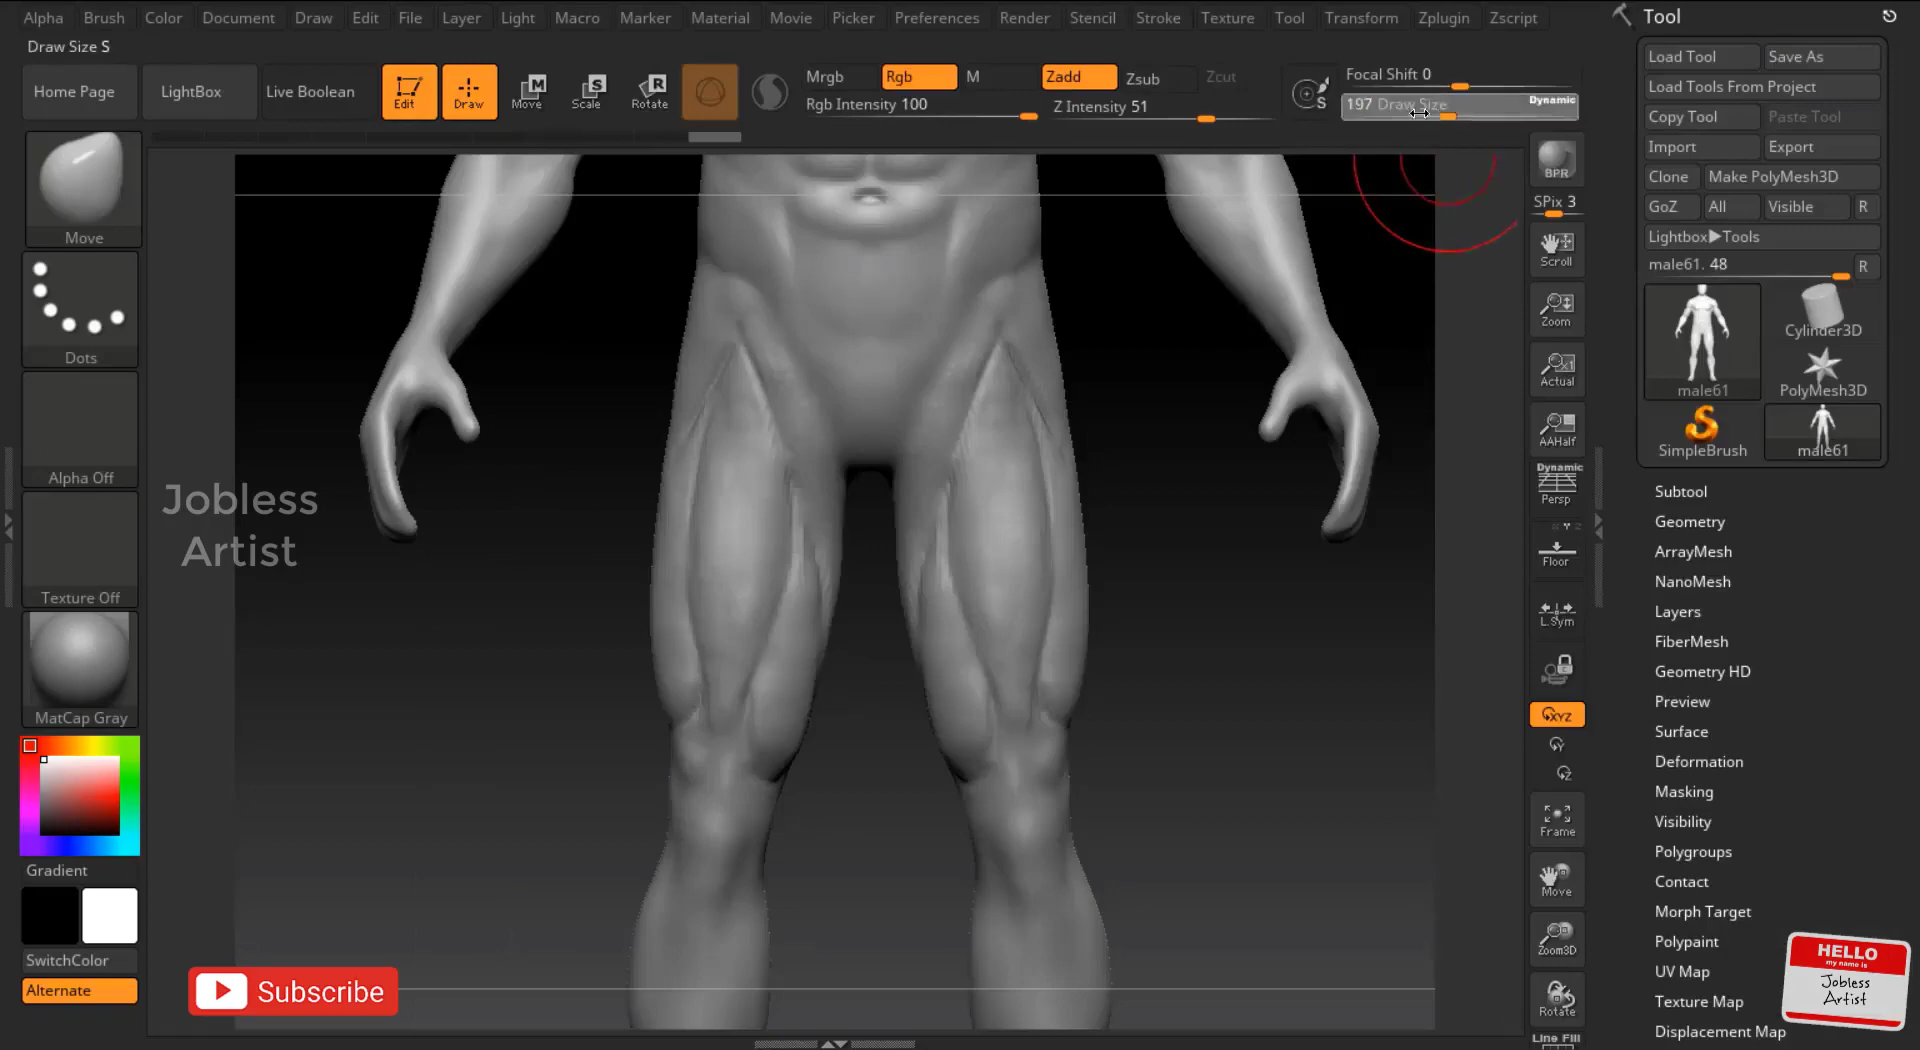 Alpha Brush Color Document Draw Edit File Layer Light Macro Marker Material Movie Picker Preferences Render Stencil Stroke Texture Tool Transform Zplugin Zscript
Draw Size S
Home Page
LightBox
Live Boolean
Edit
Draw
Move
Scale
Rotate
Mrgb Rgb M
Rgb Intensity 100
Zadd Zsub Zcut
Z Intensity 51
Focal Shift 0
197 Draw Size
Dynamic
Move
Dots
Alpha Off
Texture Off
MatCap Gray
Gradient
SwitchColor
Alternate
Jobless
Artist
Subscribe
BPR
SPix 3
Scroll
Zoom
Actual
AAHalf
Dynamic
Persp
Floor
L.Sym
XYZ
Y
Z
Frame
Move
Zoom3D
Rotate
Line Fill
Tool
Load Tool Save As
Load Tools From Project
Copy Tool Paste Tool
Import Export
Clone Make PolyMesh3D
GoZ All Visible R
Lightbox▶Tools
male61. 48 R
male61
Cylinder3D
PolyMesh3D
SimpleBrush
male61
Subtool
Geometry
ArrayMesh
NanoMesh
Layers
FiberMesh
Geometry HD
Preview
Surface
Deformation
Masking
Visibility
Polygroups
Contact
Morph Target
Polypaint
UV Map
Texture Map
Displacement Map
HELLO
my name is
Jobless
Artist